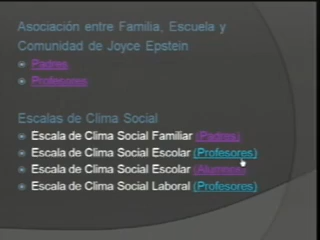 Asociación entre Familia, Escuela y
Comunidad de Joyce Epstein
Padres
Profesores
Escalas de Clima Social
Escala de Clima Social Familiar (Padres)
Escala de Clima Social Escolar (Profesores)
Escala de Clima Social Escolar (Alumnos)
Escala de Clima Social Laboral (Profesores)